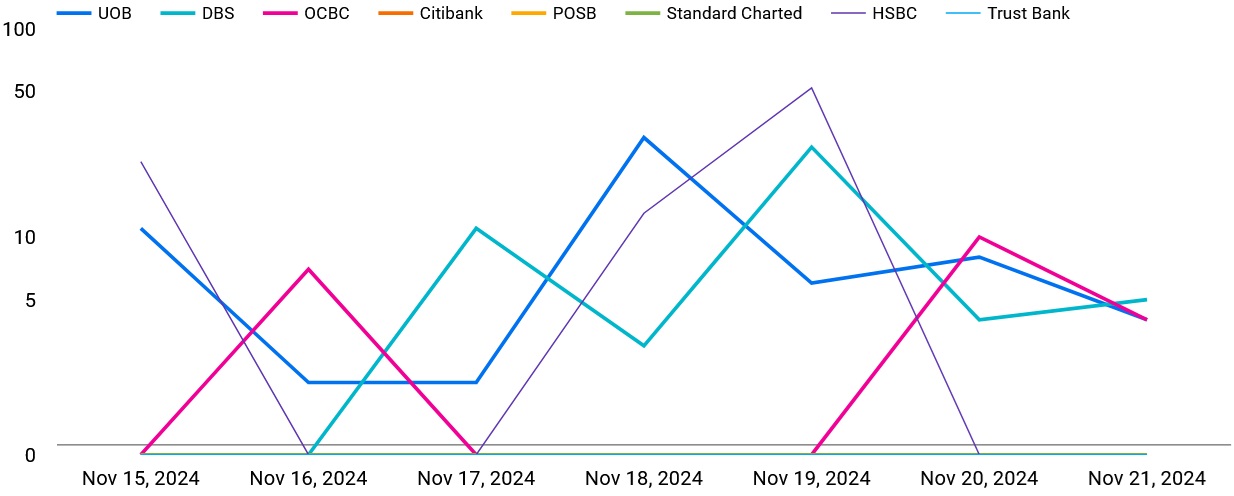 UOB DBS OCBC Citibank POSB Standard Charted HSBC Trust Bank
100
50
10
5
0
Nov 15, 2024 Nov 16, 2024 Nov 17, 2024 Nov 18, 2024 Nov 19, 2024 Nov 20, 2024 Nov 21, 2024